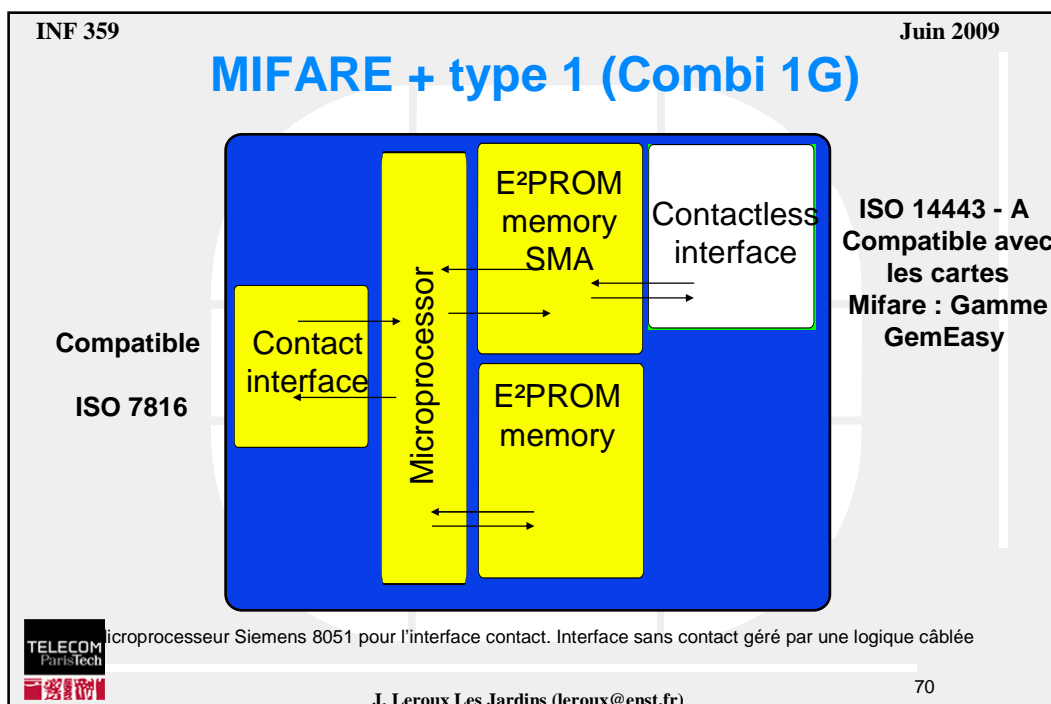 INF 359
Juin 2009
MIFARE + type 1 (Combi 1G)
Compatible
ISO 7816
Contact
interface
Microprocessor
E²PROM
memory
SMA
E²PROM
memory
Contactless
interface
ISO 14443 - A
Compatible avec
les cartes
Mifare : Gamme
GemEasy
icroprocesseur Siemens 8051 pour l'interface contact. Interface sans contact géré par une logique câblée
TELECOM
ParisTech
J. Leroux Les Jardins (leroux@enst.fr)
70